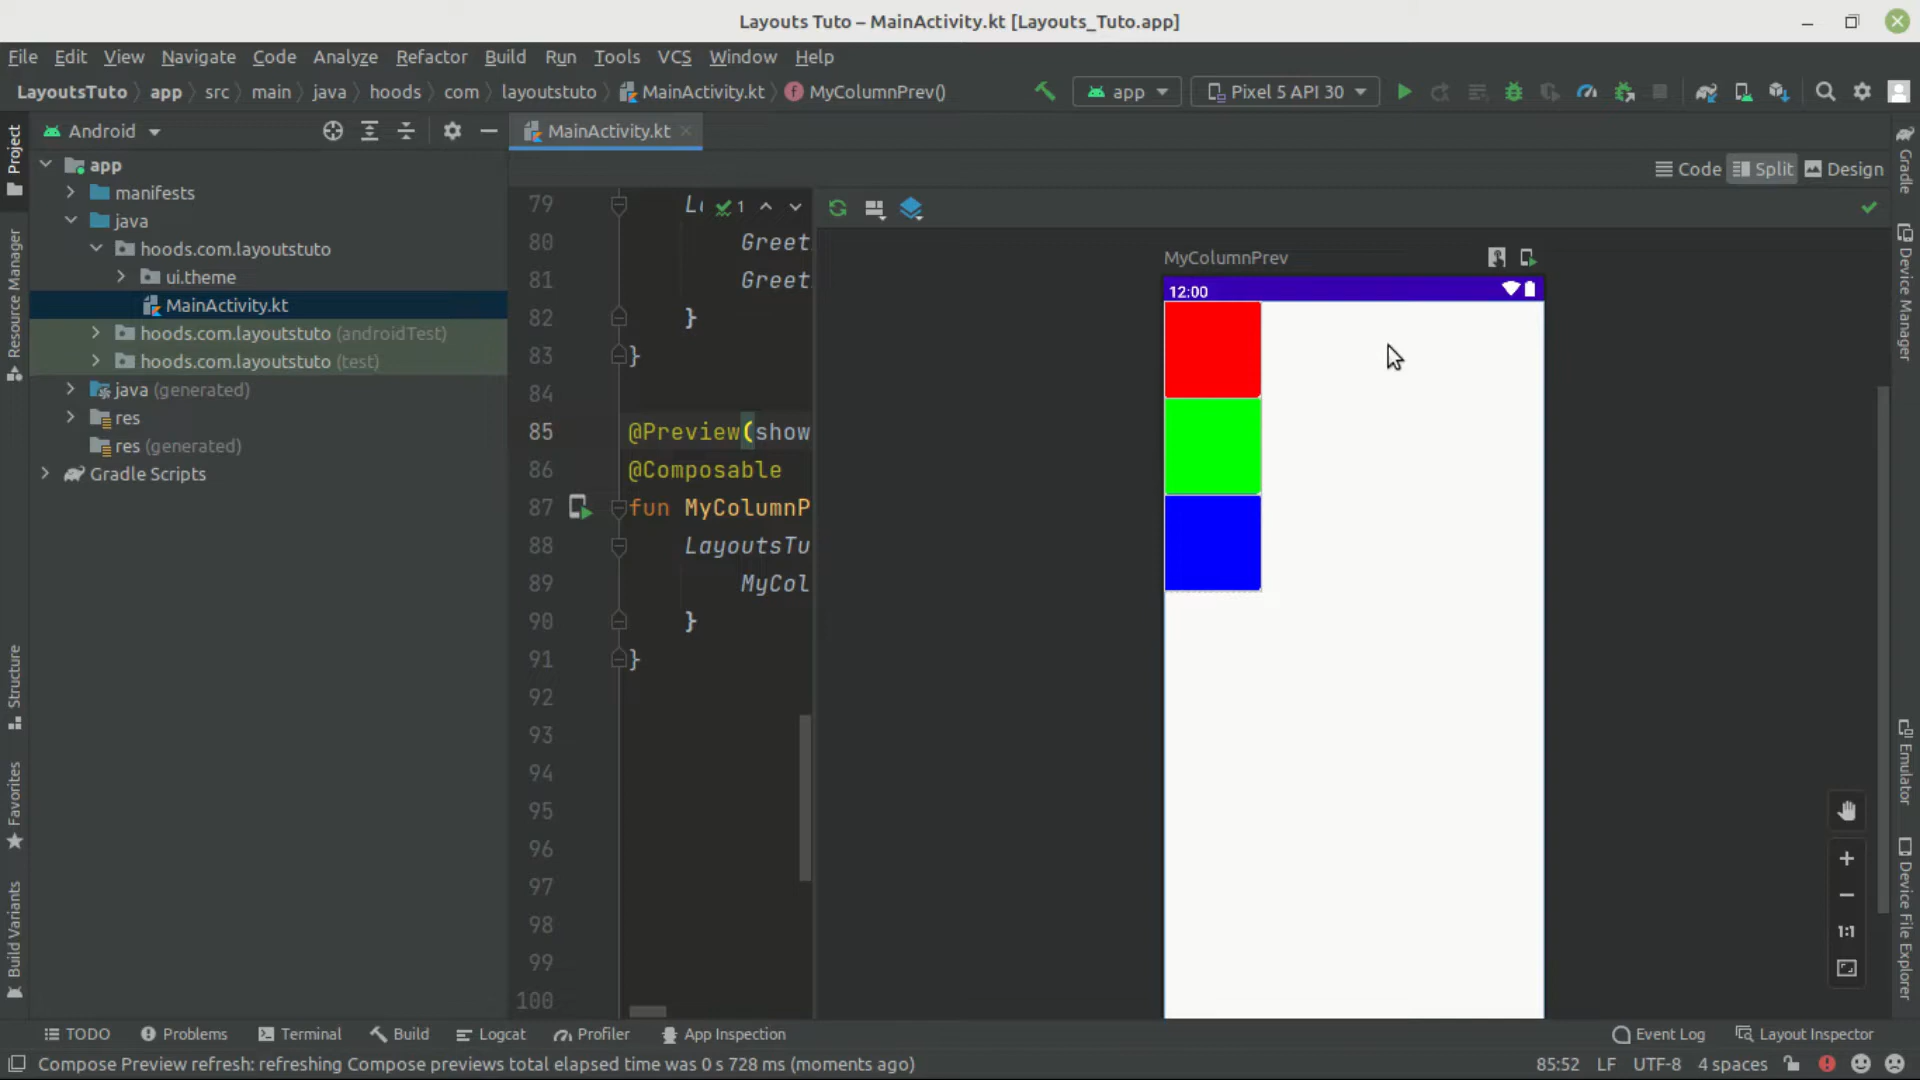 Layouts Tuto – MainActivity.kt [Layouts_Tuto.app]
File Edit View Navigate Code Analyze Refactor Build Run Tools VCS Window Help
LayoutsTuto app src main java hoods com layoutstuto MainActivity.kt MyColumnPrev() app Pixel 5 API 30
Android
MainActivity.kt
Code Split Design
Project
Resource Manager
Structure
Favorites
Build Variants
app
manifests
java
hoods.com.layoutstuto
ui.theme
MainActivity.kt
hoods.com.layoutstuto (androidTest)
hoods.com.layoutstuto (test)
java (generated)
res
res (generated)
Gradle Scripts
1
79 L
80 Greet
81 Greet
82 }
83 }
84
85 @Preview(show
86 @Composable
87 fun MyColumnP
88 LayoutsTu
89 MyCol
90 }
91 }
92
93
94
95
96
97
98
99
100
MyColumnPrev
12:00
1:1
Gradle
Device Manager
Emulator
Device File Explorer
TODO Problems Terminal Build Logcat Profiler App Inspection Event Log Layout Inspector
Compose Preview refresh: refreshing Compose previews total elapsed time was 0 s 728 ms (moments ago) 85:52 LF UTF-8 4 spaces